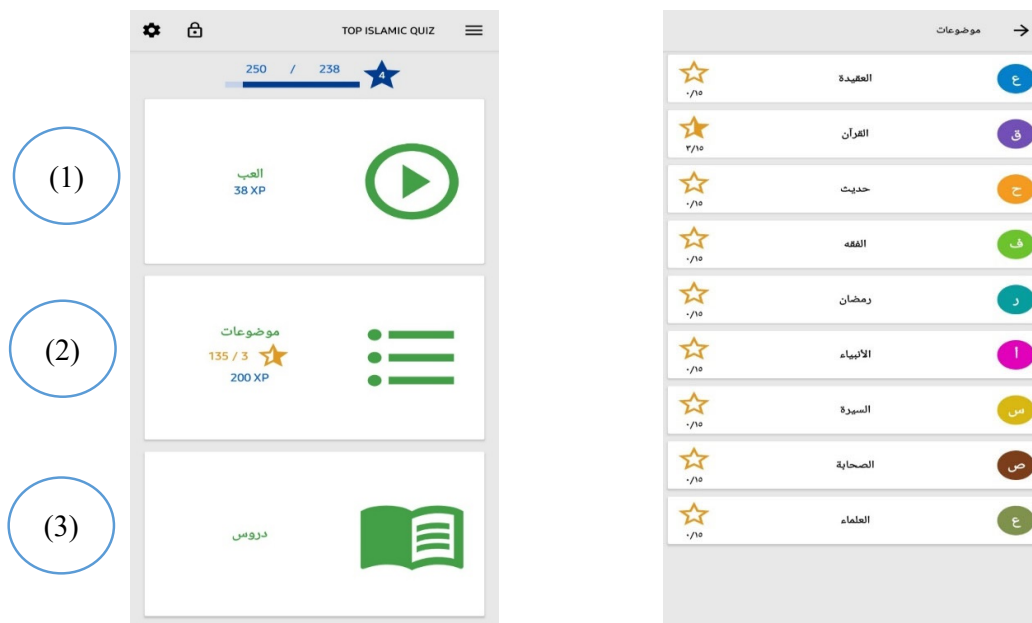 TOP ISLAMIC QUIZ
250 / 238
4
(1)
العب
38 XP
(2)
موضوعات
135 / 3
200 XP
(3)
دروس
موضوعات
ع
العقيدة
٠/١٥
ق
القرآن
٣/١٥
ح
حديث
٠/١٥
ف
الفقه
٠/١٥
ر
رمضان
٠/١٥
أ
الأنبياء
٠/١٥
س
السيرة
٠/١٥
ص
الصحابة
٠/١٥
ع
العلماء
٠/١٥